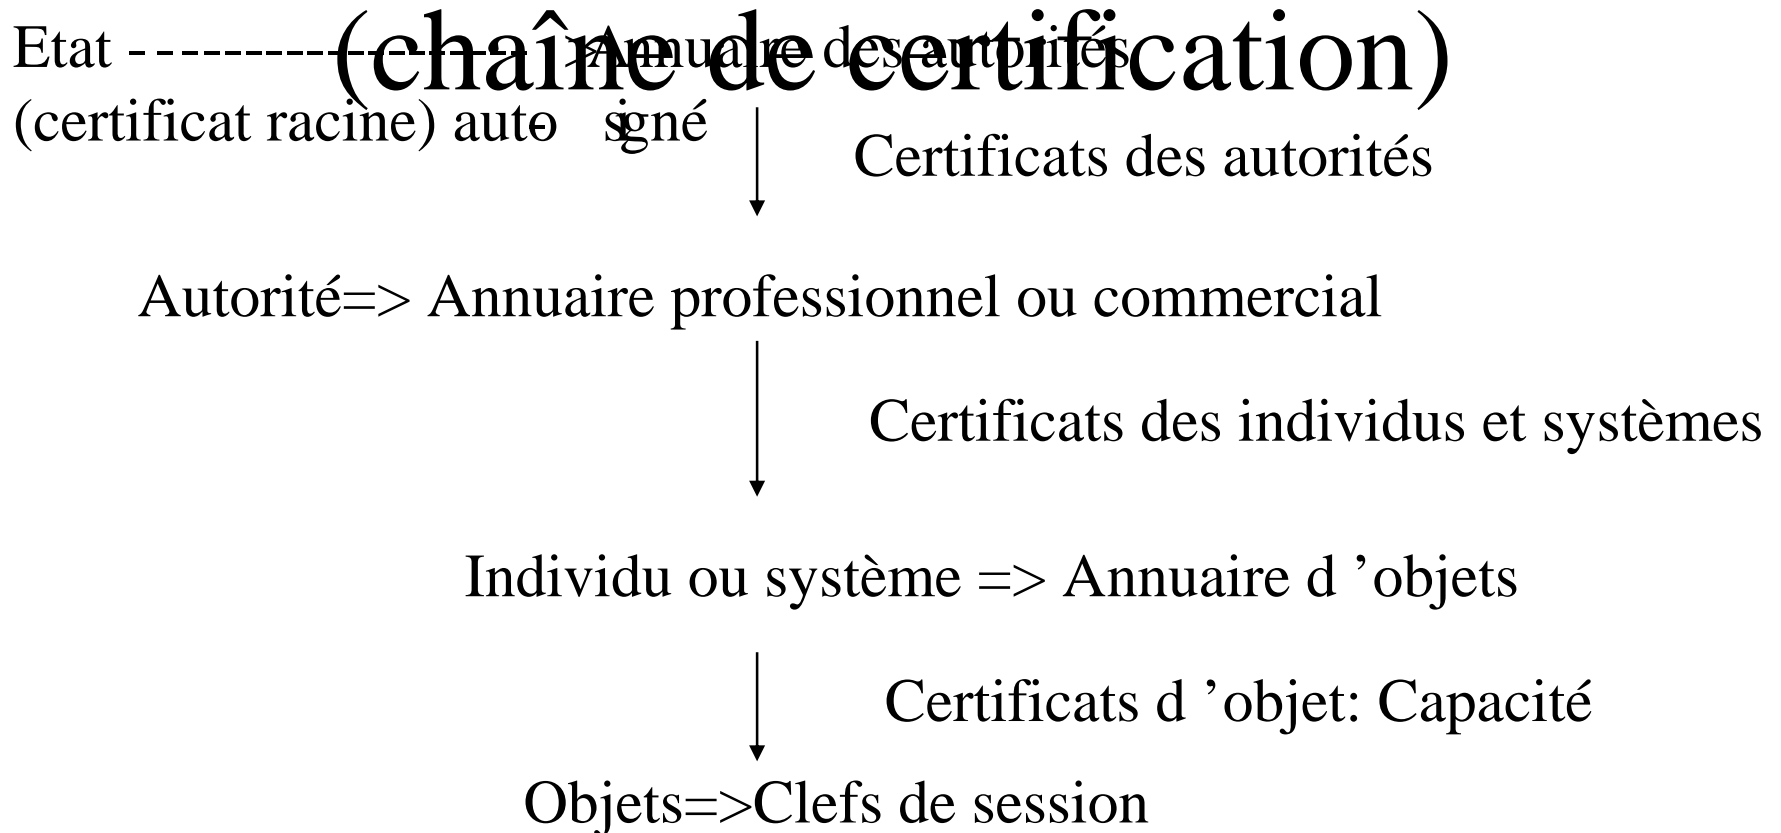 (chaîne de certification)
Etat - - - - - - - - - - - - - - - - - - -> Annuaire des autorités
(certificat racine) auto-signé
Certificats des autorités
Autorité=> Annuaire professionnel ou commercial
Certificats des individus et systèmes
Individu ou système => Annuaire d ’objets
Certificats d ’objet: Capacité
Objets=>Clefs de session